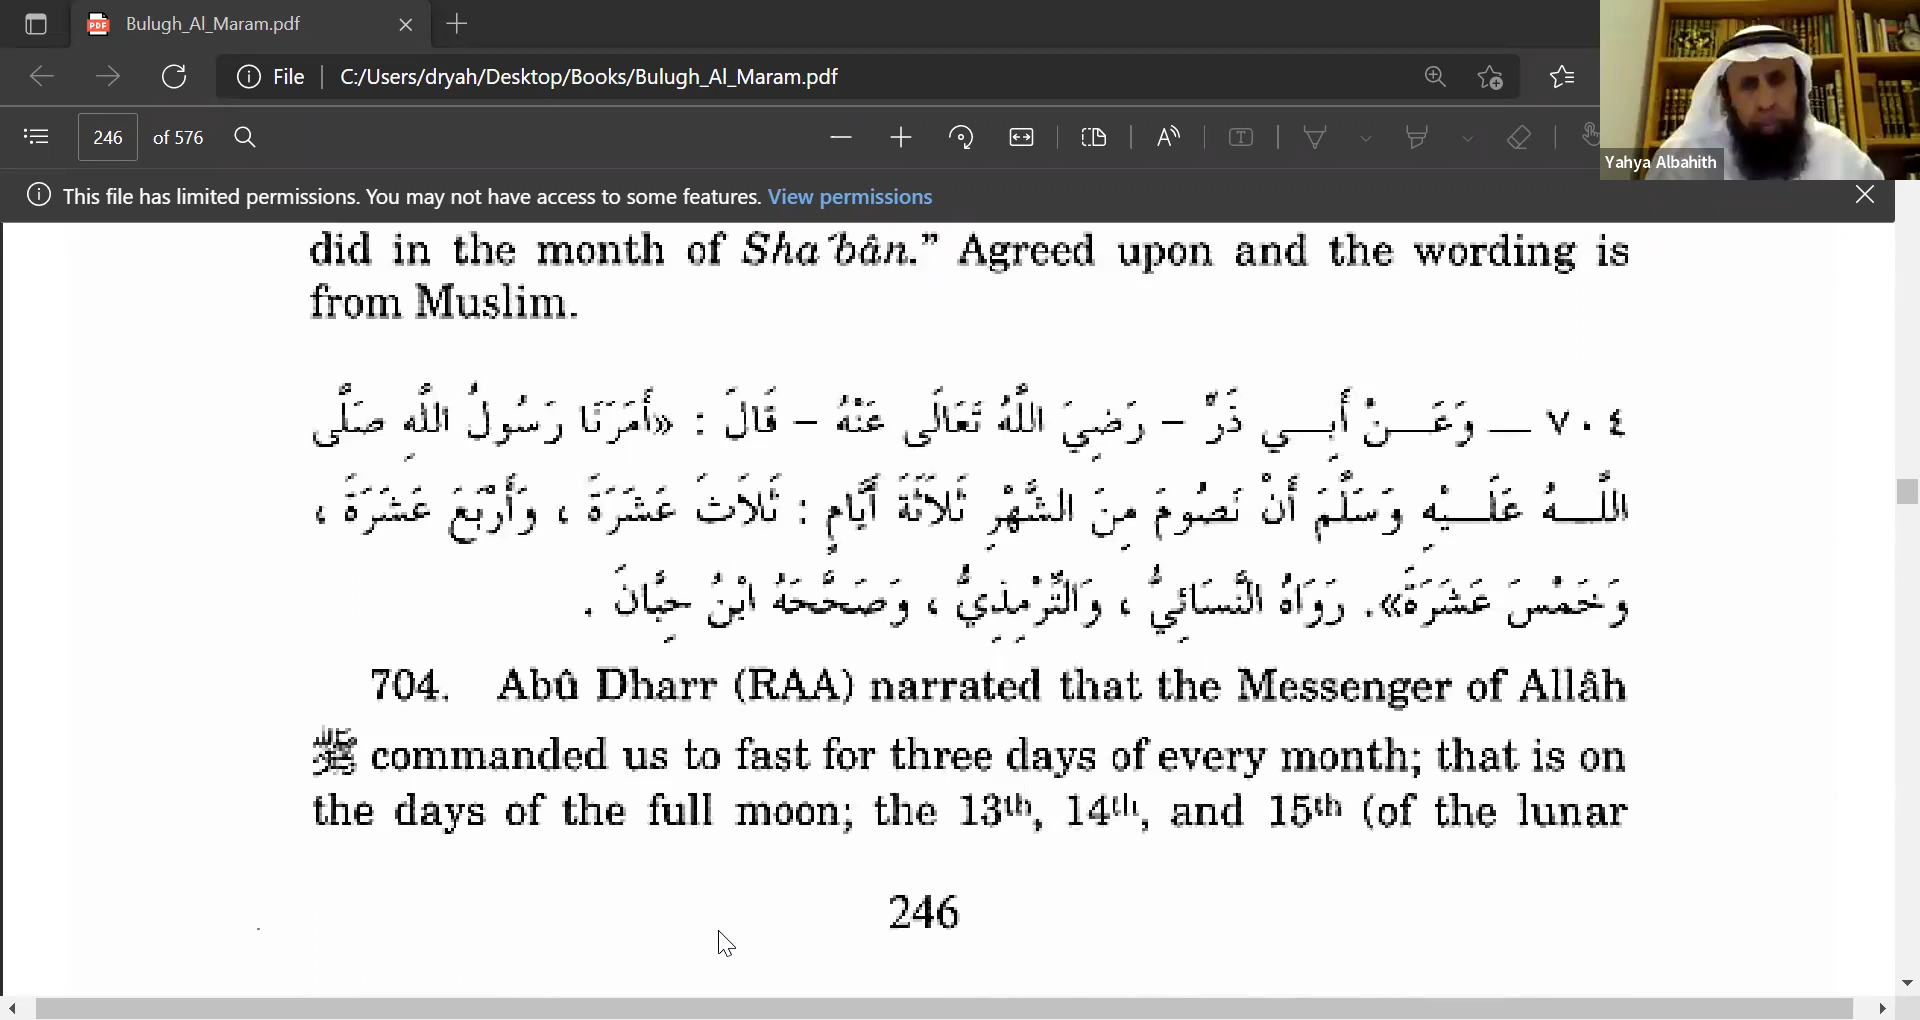 Bulugh_Al_Maram.pdf
File C:/Users/dryah/Desktop/Books/Bulugh_Al_Maram.pdf
246 of 576
Yahya Albahith
This file has limited permissions. You may not have access to some features. View permissions
did in the month of Sha´bân.” Agreed upon and the wording is
from Muslim.
٧٠٤ — وَعَنْ أَبِي ذَرٍّ – رَضِيَ اللَّهُ تَعَالَى عَنْهُ – قَالَ : «أَمَرَنَا رَسُولُ اللَّهِ صَلَّى
اللَّهُ عَلَيْهِ وَسَلَّمَ أَنْ نَصُومَ مِنَ الشَّهْرِ ثَلاَثَةَ أَيَّامٍ : ثَلاَثَ عَشَرَةَ ، وَأَرْبَعَ عَشَرَةَ ،
وَخَمْسَ عَشَرَةَ». رَوَاهُ النَّسَائِيُّ ، وَالتِّرْمِذِيُّ ، وَصَحَّحَهُ ابْنُ حِبَّانَ .
704. Abû Dharr (RAA) narrated that the Messenger of Allâh
ﷺ commanded us to fast for three days of every month; that is on
the days of the full moon; the 13th, 14th, and 15th (of the lunar
246